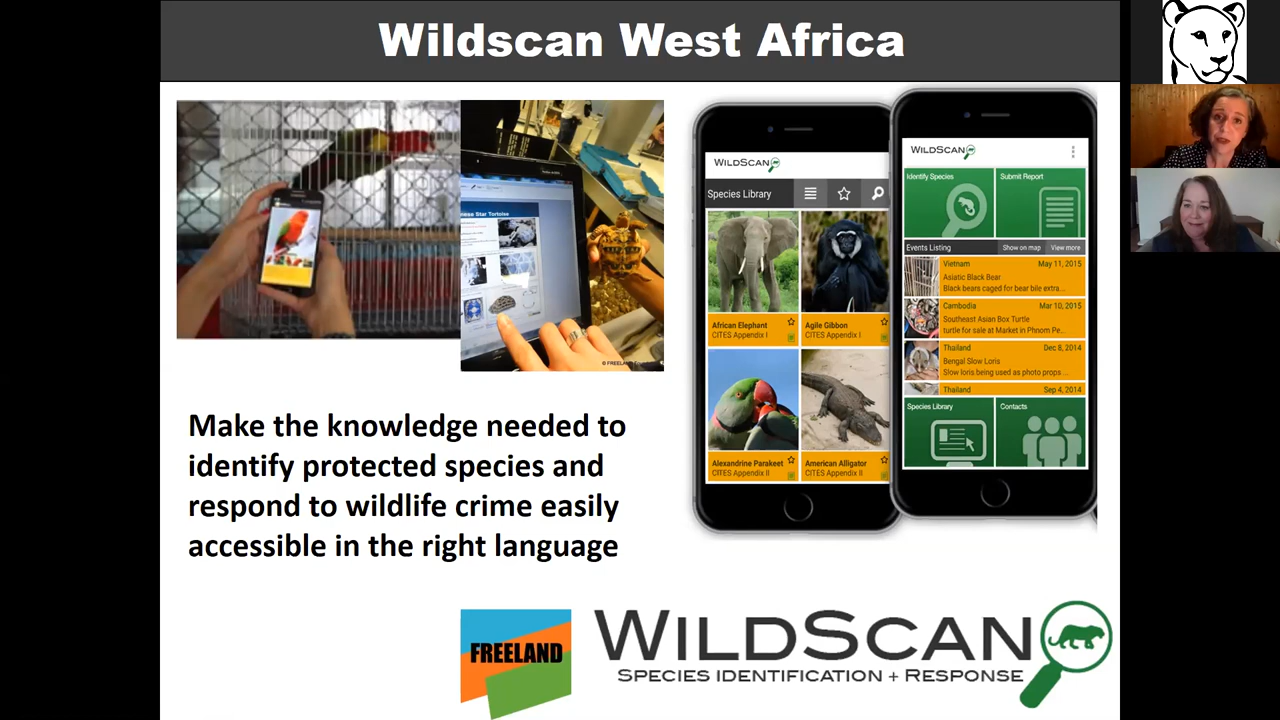 Wildscan West Africa
nese Star Tortoise
© FREELAND
Make the knowledge needed to
identify protected species and
respond to wildlife crime easily
accessible in the right language
WILDSCAN
Species Library
African Elephant
CITES Appendix I
Agile Gibbon
CITES Appendix I
Alexandrine Parakeet
CITES Appendix II
American Alligator
CITES Appendix II
WILDSCAN
Identify Species
Submit Report
Events Listing
Show on map
View more
Vietnam
May 11, 2015
Asiatic Black Bear
Black bears caged for bear bile extra...
Cambodia
Mar 10, 2015
Southeast Asian Box Turtle
turtle for sale at Market in Phnom Pe...
Thailand
Dec 8, 2014
Bengal Slow Loris
Slow loris being used as photo props ...
Thailand
Sep 4, 2014
Species Library
Contacts
FREELAND
WILDSCAN
SPECIES IDENTIFICATION + RESPONSE